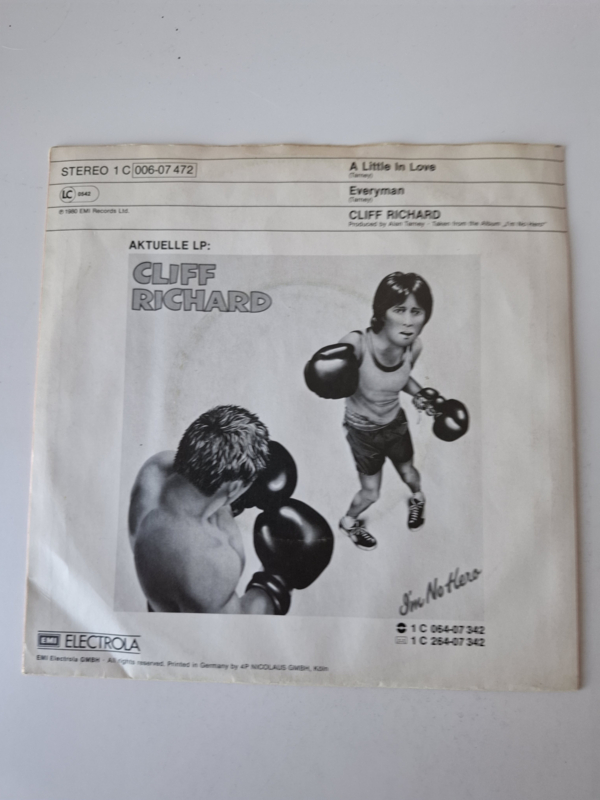 STEREO 1 C 006-07 472
A Little In Love
(Tarney)
LC 0542
Everyman
(Tarney)
℗ 1980 EMI Records Ltd.
CLIFF RICHARD
Produced by Alan Tarney · Taken from the Album „I'm No Hero"
AKTUELLE LP:
CLIFF
RICHARD
I'm No Hero
1 C 064-07 342
1 C 264-07 342
EMI ELECTROLA
EMI Electrola GMBH · All rights reserved. Printed in Germany by 4P NICOLAUS GMBH, Köln